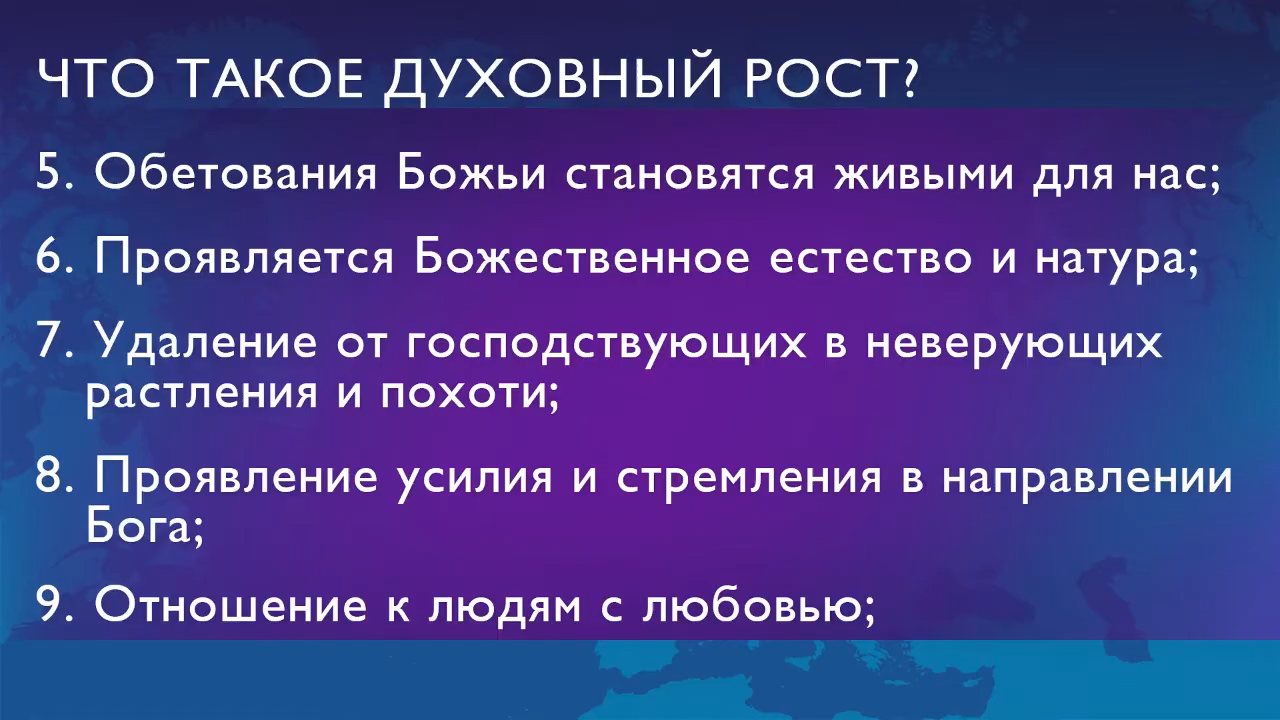 ЧТО ТАКОЕ ДУХОВНЫЙ РОСТ?
5. Обетования Божьи становятся живыми для нас;
6. Проявляется Божественное естество и натура;
7. Удаление от господствующих в неверующих
растления и похоти;
8. Проявление усилия и стремления в направлении
Бога;
9. Отношение к людям с любовью;